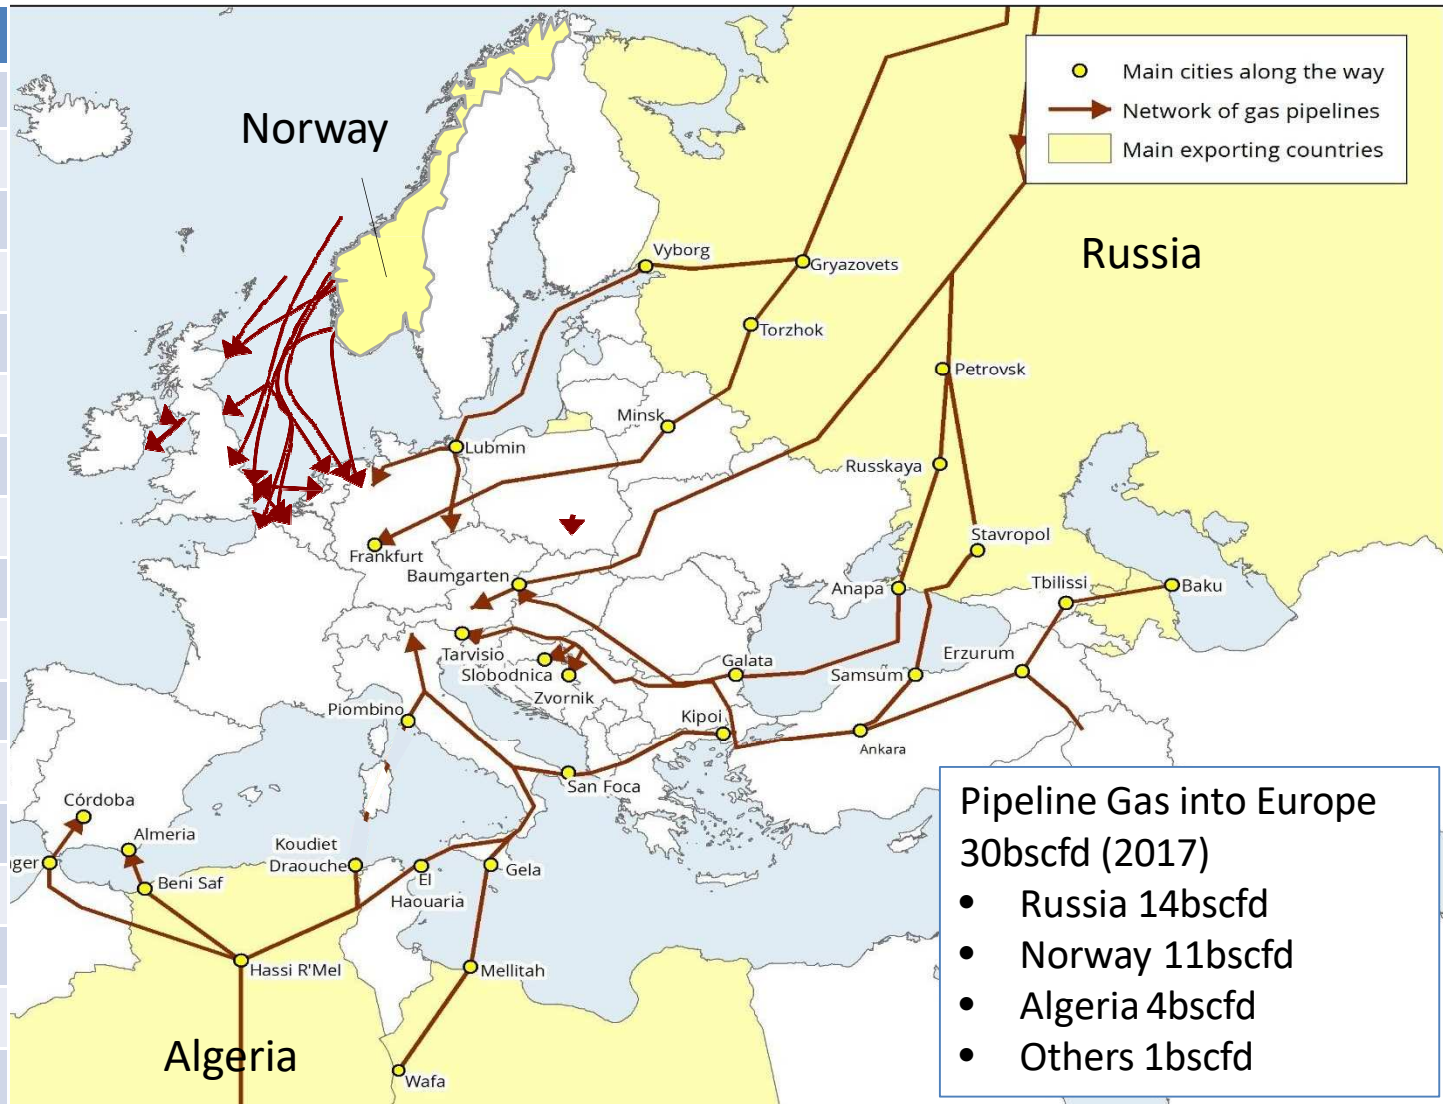 Main cities along the way
Network of gas pipelines
Main exporting countries
Norway
Russia
Vyborg
Gryazovets
Torzhok
Petrovsk
Minsk
Lubmin
Russkaya
Frankfurt
Stavropol
Baumgarten
Tbilissi
Baku
Anapa
Tarvisio
Galata
Erzurum
Slobodnica
Samsum
Zvornik
Piombino
Kipoi
Ankara
San Foca
Córdoba
Almeria
Koudiet
Draouche
ger
Beni Saf
El
Haouaria
Gela
Hassi R'Mel
Mellitah
Algeria
Wafa
Pipeline Gas into Europe
30bscfd (2017)
• Russia 14bscfd
• Norway 11bscfd
• Algeria 4bscfd
• Others 1bscfd